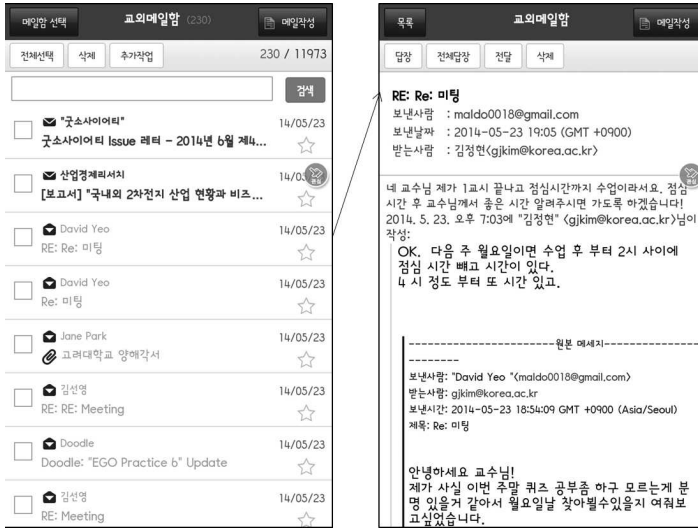 메일함 선택
교외메일함 (230)
메일작성
전체선택
삭제
추가작업
230 / 11973
검색
"굿소사이어티"
14/05/23
굿소사이어티 Issue 레터 - 2014년 6월 제4...
산업경제리서치
[보고서] "국내외 2차전지 산업 현황과 비즈...
David Yeo
14/05/23
RE: Re: 미팅
David Yeo
14/05/23
Re: 미팅
Jane Park
14/05/23
고려대학교 양해각서
김선영
14/05/23
RE: RE: Meeting
Doodle
14/05/23
Doodle: "EGO Practice 6" Update
김선영
14/05/23
RE: Meeting
목록
교외메일함
메일작성
답장
전체답장
전달
삭제
RE: Re: 미팅
보낸사람 : maldo0018@gmail.com
보낸날짜 : 2014-05-23 19:05 (GMT +0900)
받는사람 : 김정현<gjkim@korea.ac.kr>
네 교수님 제가 1교시 끝나고 점심시간까지 수업이라서요. 점심
시간 후 교수님께서 좋은 시간 알려주시면 가도록 하겠습니다!
2014. 5. 23. 오후 7:03에 "김정현" <gjkim@korea.ac.kr>님이
작성:
OK. 다음 주 월요일이면 수업 후 부터 2시 사이에
점심 시간 빼고 시간이 있다.
4 시 정도 부터 또 시간 있고.
-----------------------원본 메세지---------------
--------
보낸사람: "David Yeo "<maldo0018@gmail.com>
받는사람: gjkim@korea.ac.kr
보낸시간: 2014-05-23 18:54:09 GMT +0900 (Asia/Seoul)
제목: Re: 미팅
안녕하세요 교수님!
제가 사실 이번 주말 퀴즈 공부좀 하구 모르는게 분
명 있을거 같아서 월요일날 찾아뵐수있을지 여쭤보
고싶었습니다.